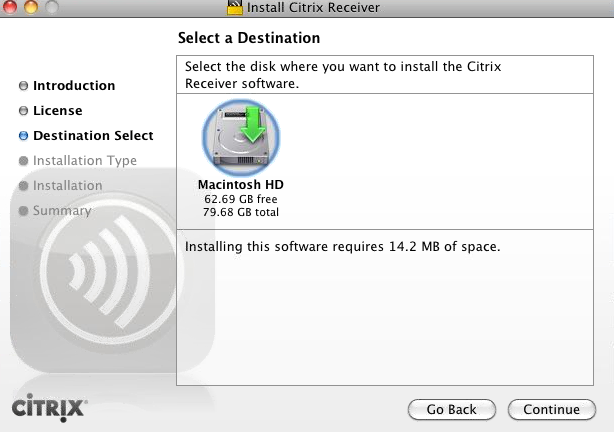 Install Citrix Receiver
Select a Destination
Introduction
License
Destination Select
Installation Type
Installation
Summary
Select the disk where you want to install the Citrix
Receiver software.
Macintosh HD
62.69 GB free
79.68 GB total
Installing this software requires 14.2 MB of space.
CİTRIX
Go Back
Continue